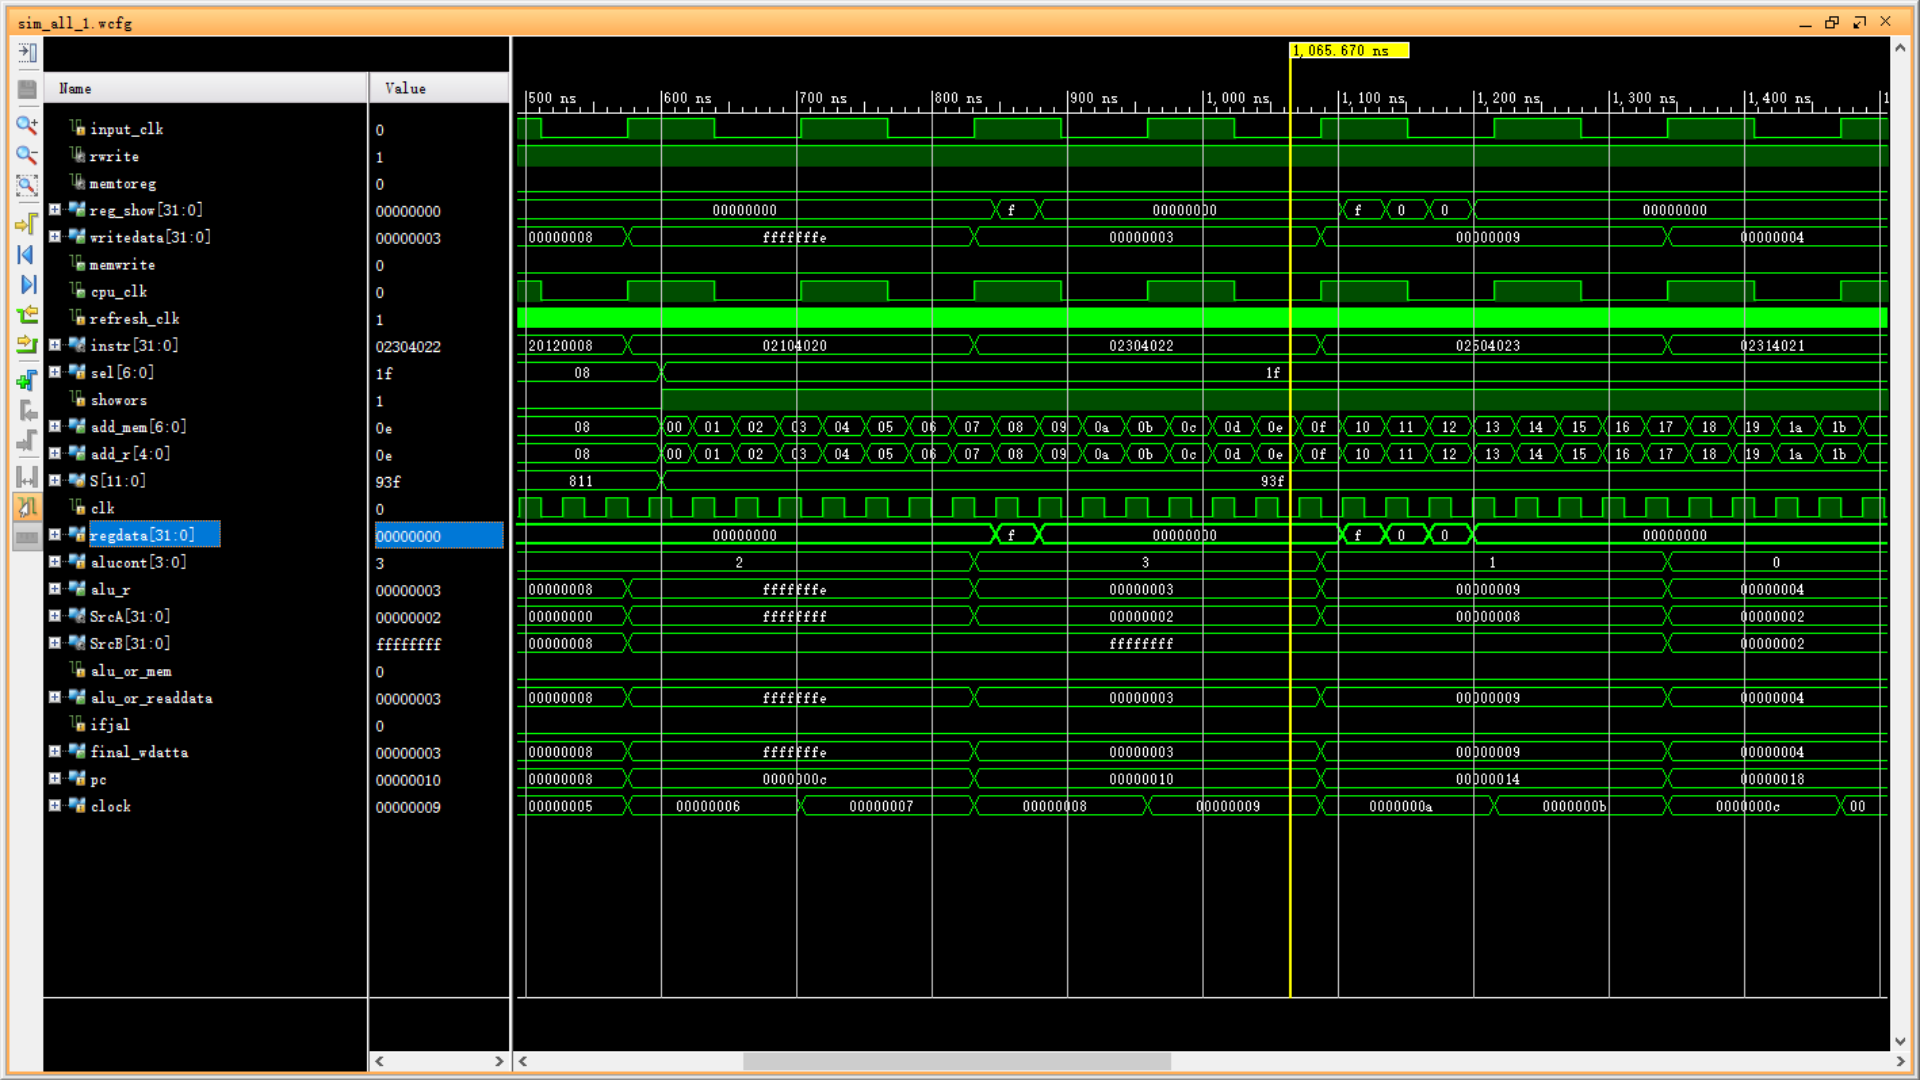 sim_all_1.wcfg
1,065.670 ns
Name Value
500 ns 600 ns 700 ns 800 ns 900 ns 1,000 ns 1,100 ns 1,200 ns 1,300 ns 1,400 ns 1
input_clk 0
rwrite 1
memtoreg 0
reg_show[31:0] 00000000 00000000 f 00000000 f 0 0 00000000
writedata[31:0] 00000003 00000008 fffffffe 00000003 00000009 00000004
memwrite 0
cpu_clk 0
refresh_clk 1
instr[31:0] 02304022 20120008 02104020 02304022 02504023 02314021
sel[6:0] 1f 08 1f
showors 1
add_mem[6:0] 0e 08 00 01 02 03 04 05 06 07 08 09 0a 0b 0c 0d 0e 0f 10 11 12 13 14 15 16 17 18 19 1a 1b
add_r[4:0] 0e 08 00 01 02 03 04 05 06 07 08 09 0a 0b 0c 0d 0e 0f 10 11 12 13 14 15 16 17 18 19 1a 1b
S[11:0] 93f 811 93f
clk 0
regdata[31:0] 00000000 00000000 f 00000000 f 0 0 00000000
alucont[3:0] 3 2 3 1 0
alu_r 00000003 00000008 fffffffe 00000003 00000009 00000004
SrcA[31:0] 00000002 00000000 ffffffff 00000002 00000008 00000002
SrcB[31:0] ffffffff 00000008 ffffffff 00000002
alu_or_mem 0
alu_or_readdata 00000003 00000008 fffffffe 00000003 00000009 00000004
ifjal 0
final_wdatta 00000003 00000008 fffffffe 00000003 00000009 00000004
pc 00000010 00000008 0000000c 00000010 00000014 00000018
clock 00000009 00000005 00000006 00000007 00000008 00000009 0000000a 0000000b 0000000c 00